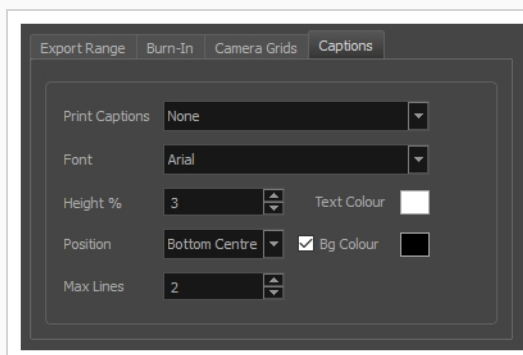 Export Range Burn-In Camera Grids Captions
Print Captions None
Font Arial
Height % 3 Text Colour
Position Bottom Centre Bg Colour
Max Lines 2